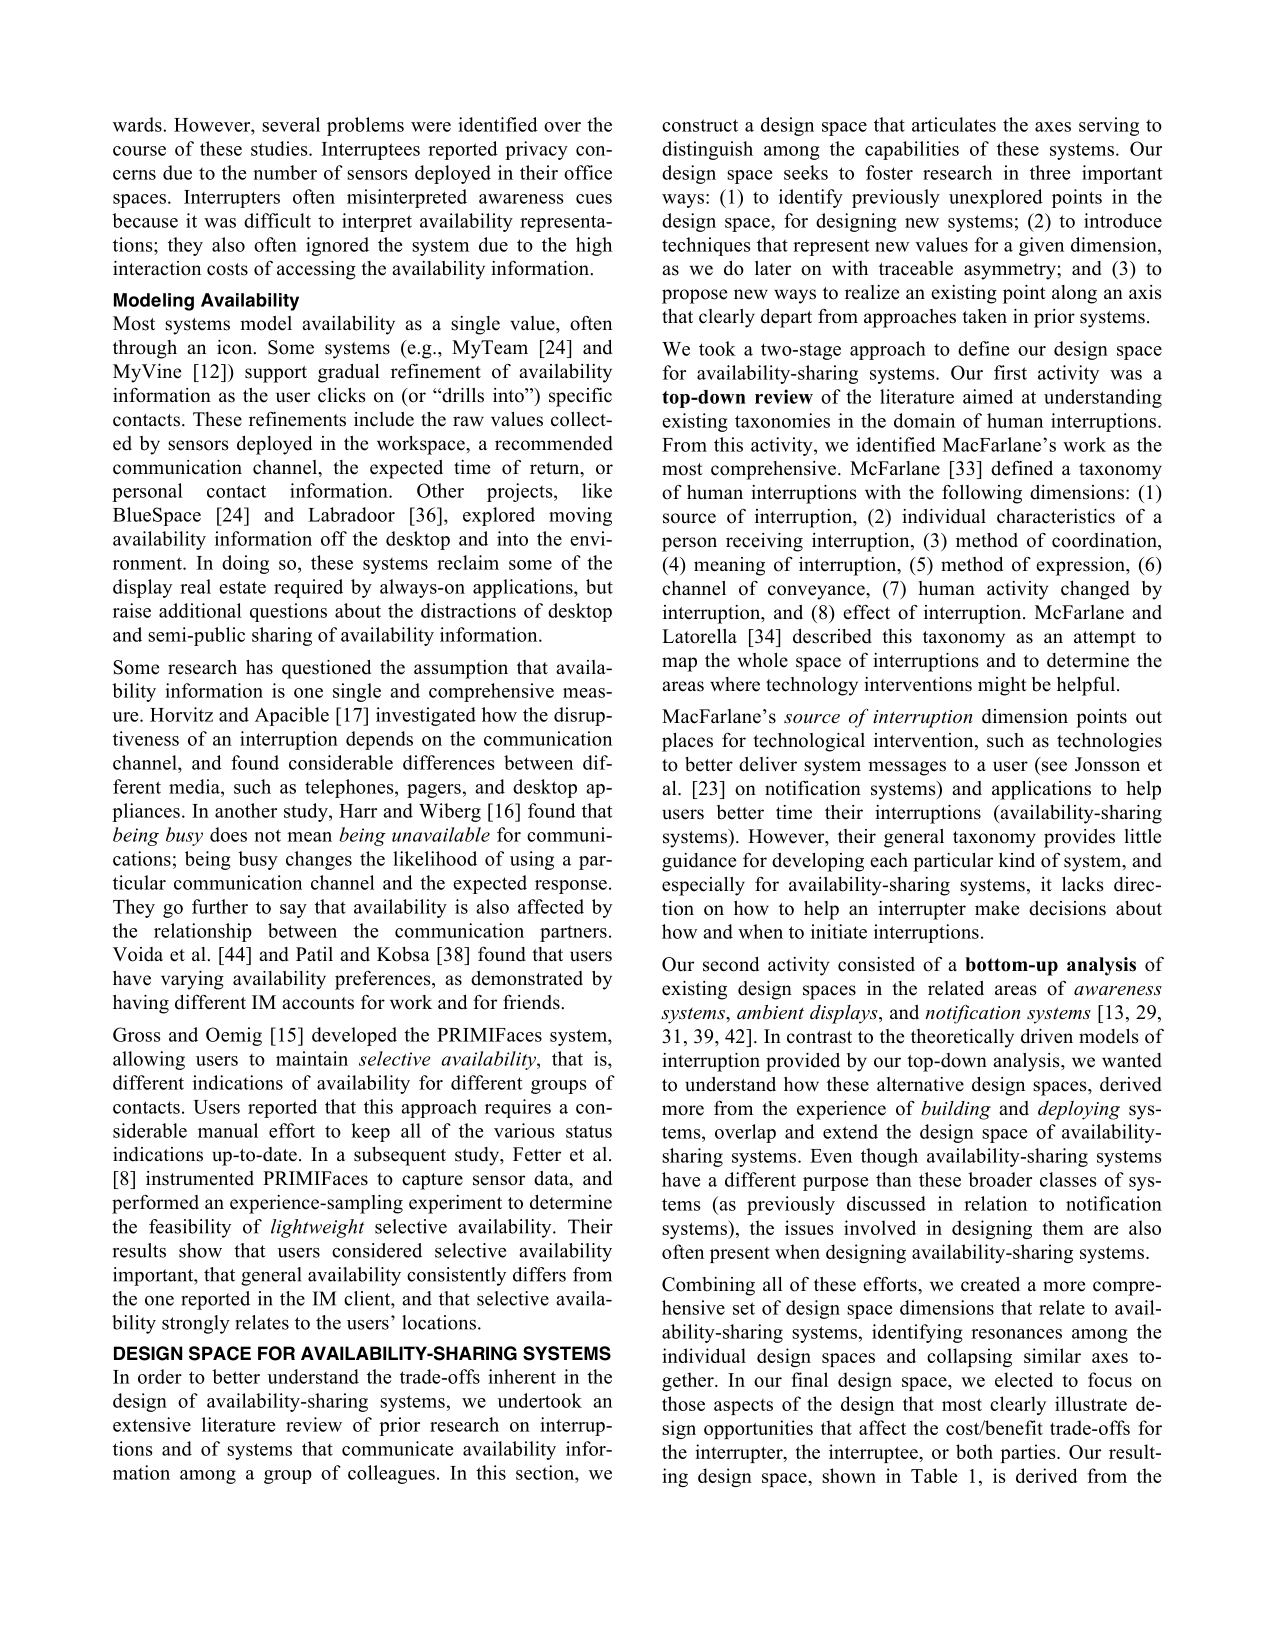 wards. However, several problems were identified over the
course of these studies. Interruptees reported privacy con-
cerns due to the number of sensors deployed in their office
spaces. Interrupters often misinterpreted awareness cues
because it was difficult to interpret availability representa-
tions; they also often ignored the system due to the high
interaction costs of accessing the availability information.
Modeling Availability
Most systems model availability as a single value, often
through an icon. Some systems (e.g., MyTeam [24] and
MyVine [12]) support gradual refinement of availability
information as the user clicks on (or “drills into”) specific
contacts. These refinements include the raw values collect-
ed by sensors deployed in the workspace, a recommended
communication channel, the expected time of return, or
personal contact information. Other projects, like
BlueSpace [24] and Labradoor [36], explored moving
availability information off the desktop and into the envi-
ronment. In doing so, these systems reclaim some of the
display real estate required by always-on applications, but
raise additional questions about the distractions of desktop
and semi-public sharing of availability information.
Some research has questioned the assumption that availa-
bility information is one single and comprehensive meas-
ure. Horvitz and Apacible [17] investigated how the disrup-
tiveness of an interruption depends on the communication
channel, and found considerable differences between dif-
ferent media, such as telephones, pagers, and desktop ap-
pliances. In another study, Harr and Wiberg [16] found that
being busy does not mean being unavailable for communi-
cations; being busy changes the likelihood of using a par-
ticular communication channel and the expected response.
They go further to say that availability is also affected by
the relationship between the communication partners.
Voida et al. [44] and Patil and Kobsa [38] found that users
have varying availability preferences, as demonstrated by
having different IM accounts for work and for friends.
Gross and Oemig [15] developed the PRIMIFaces system,
allowing users to maintain selective availability, that is,
different indications of availability for different groups of
contacts. Users reported that this approach requires a con-
siderable manual effort to keep all of the various status
indications up-to-date. In a subsequent study, Fetter et al.
[8] instrumented PRIMIFaces to capture sensor data, and
performed an experience-sampling experiment to determine
the feasibility of lightweight selective availability. Their
results show that users considered selective availability
important, that general availability consistently differs from
the one reported in the IM client, and that selective availa-
bility strongly relates to the users’ locations.
DESIGN SPACE FOR AVAILABILITY-SHARING SYSTEMS
In order to better understand the trade-offs inherent in the
design of availability-sharing systems, we undertook an
extensive literature review of prior research on interrup-
tions and of systems that communicate availability infor-
mation among a group of colleagues. In this section, we
construct a design space that articulates the axes serving to
distinguish among the capabilities of these systems. Our
design space seeks to foster research in three important
ways: (1) to identify previously unexplored points in the
design space, for designing new systems; (2) to introduce
techniques that represent new values for a given dimension,
as we do later on with traceable asymmetry; and (3) to
propose new ways to realize an existing point along an axis
that clearly depart from approaches taken in prior systems.
We took a two-stage approach to define our design space
for availability-sharing systems. Our first activity was a
top-down review of the literature aimed at understanding
existing taxonomies in the domain of human interruptions.
From this activity, we identified MacFarlane’s work as the
most comprehensive. McFarlane [33] defined a taxonomy
of human interruptions with the following dimensions: (1)
source of interruption, (2) individual characteristics of a
person receiving interruption, (3) method of coordination,
(4) meaning of interruption, (5) method of expression, (6)
channel of conveyance, (7) human activity changed by
interruption, and (8) effect of interruption. McFarlane and
Latorella [34] described this taxonomy as an attempt to
map the whole space of interruptions and to determine the
areas where technology interventions might be helpful.
MacFarlane’s source of interruption dimension points out
places for technological intervention, such as technologies
to better deliver system messages to a user (see Jonsson et
al. [23] on notification systems) and applications to help
users better time their interruptions (availability-sharing
systems). However, their general taxonomy provides little
guidance for developing each particular kind of system, and
especially for availability-sharing systems, it lacks direc-
tion on how to help an interrupter make decisions about
how and when to initiate interruptions.
Our second activity consisted of a bottom-up analysis of
existing design spaces in the related areas of awareness
systems, ambient displays, and notification systems [13, 29,
31, 39, 42]. In contrast to the theoretically driven models of
interruption provided by our top-down analysis, we wanted
to understand how these alternative design spaces, derived
more from the experience of building and deploying sys-
tems, overlap and extend the design space of availability-
sharing systems. Even though availability-sharing systems
have a different purpose than these broader classes of sys-
tems (as previously discussed in relation to notification
systems), the issues involved in designing them are also
often present when designing availability-sharing systems.
Combining all of these efforts, we created a more compre-
hensive set of design space dimensions that relate to avail-
ability-sharing systems, identifying resonances among the
individual design spaces and collapsing similar axes to-
gether. In our final design space, we elected to focus on
those aspects of the design that most clearly illustrate de-
sign opportunities that affect the cost/benefit trade-offs for
the interrupter, the interruptee, or both parties. Our result-
ing design space, shown in Table 1, is derived from the